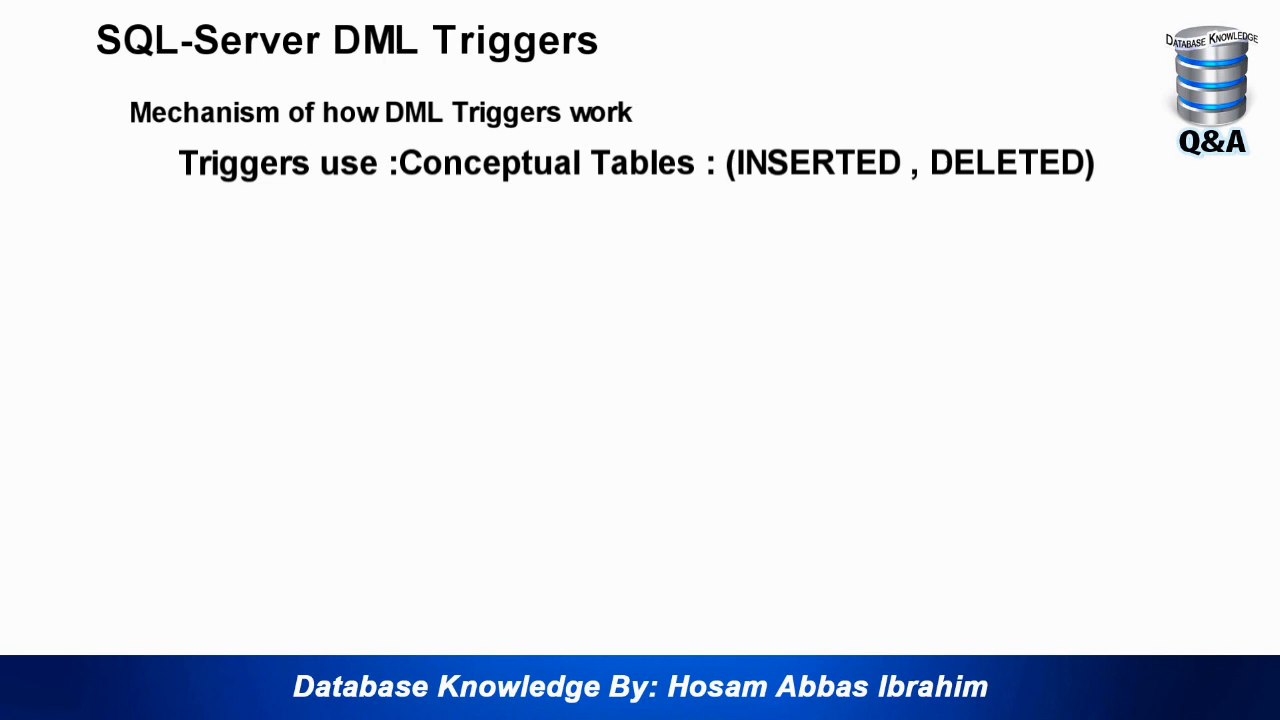 SQL-Server DML Triggers
DATABASE KNOWLEDGE
Q&A
Mechanism of how DML Triggers work
Triggers use :Conceptual Tables : (INSERTED , DELETED)
Database Knowledge By: Hosam Abbas Ibrahim